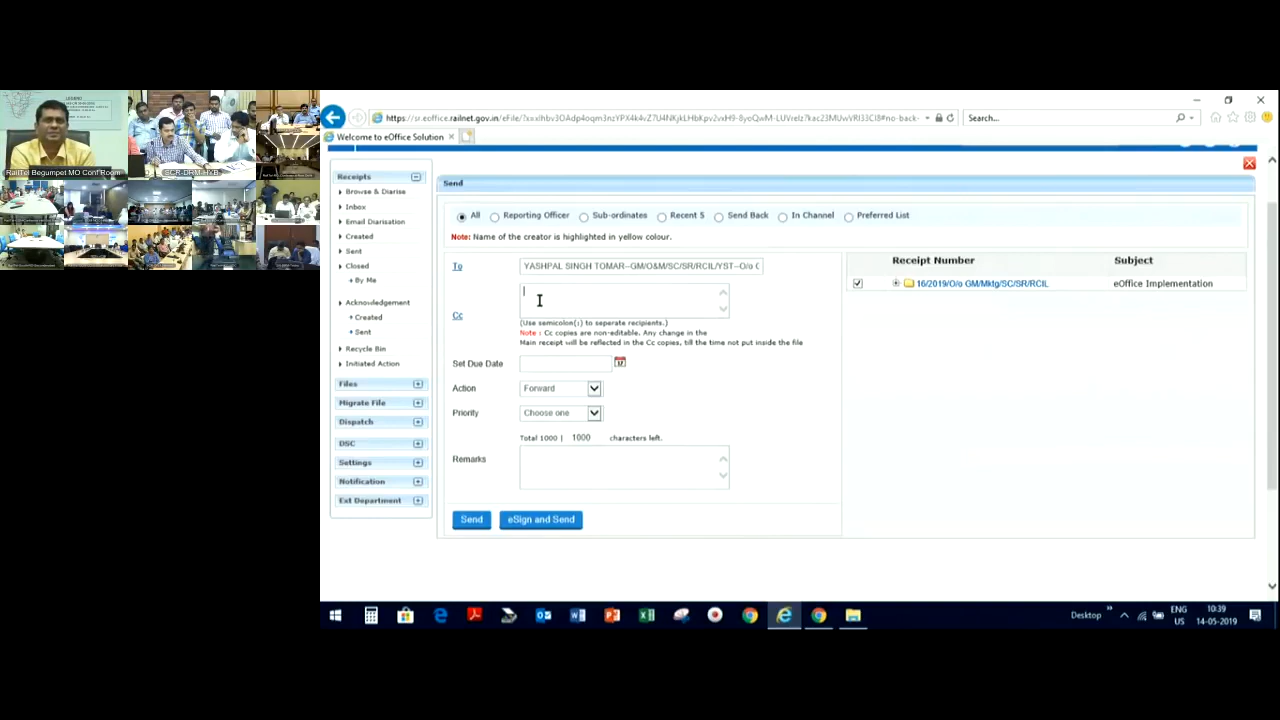 RailTel Begumpet MO Conf Room
SCR-DRM HYB
https://sr.eoffice.railnet.gov.in/eFile/?x=
Search...
Welcome to eOffice Solution
Receipts
Browse & Diarise
Inbox
Email Diarisation
Created
Sent
Closed
By Me
Acknowledgement
Created
Sent
Recycle Bin
Initiated Action
Files
Migrate File
Dispatch
DSC
Settings
Notification
Ext Department
Send
All
Reporting Officer
Sub-ordinates
Recent 5
Send Back
In Channel
Preferred List
Note: Name of the creator is highlighted in yellow colour.
To
YASHPAL SINGH TOMAR--GM/O&M/SC/SR/RCIL/YST--O/o G
Cc
(Use semicolon(;) to seperate recipients.)
Note : Cc copies are non-editable. Any change in the
Main receipt will be reflected in the Cc copies, till the time not put inside the file
Set Due Date
Action
Forward
Priority
Choose one
Total 1000 | 1000 characters left.
Remarks
Send
eSign and Send
Receipt Number Subject
16/2019/O/o GM/Mktg/SC/SR/RCIL eOffice Implementation
Desktop
ENG
US
10:39
14-05-2019